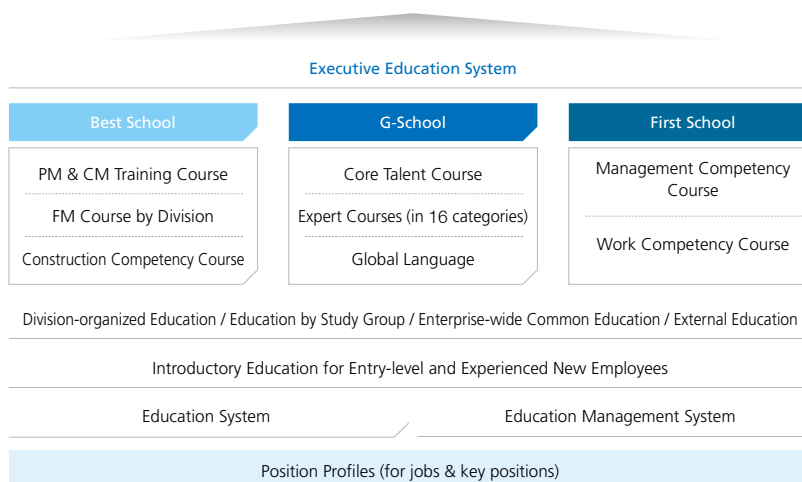 Executive Education System
Best School
G-School
First School
PM & CM Training Course
FM Course by Division
Construction Competency Course
Core Talent Course
Expert Courses (in 16 categories)
Global Language
Management Competency
Course
Work Competency Course
Division-organized Education / Education by Study Group / Enterprise-wide Common Education / External Education
Introductory Education for Entry-level and Experienced New Employees
Education System
Education Management System
Position Profiles (for jobs & key positions)